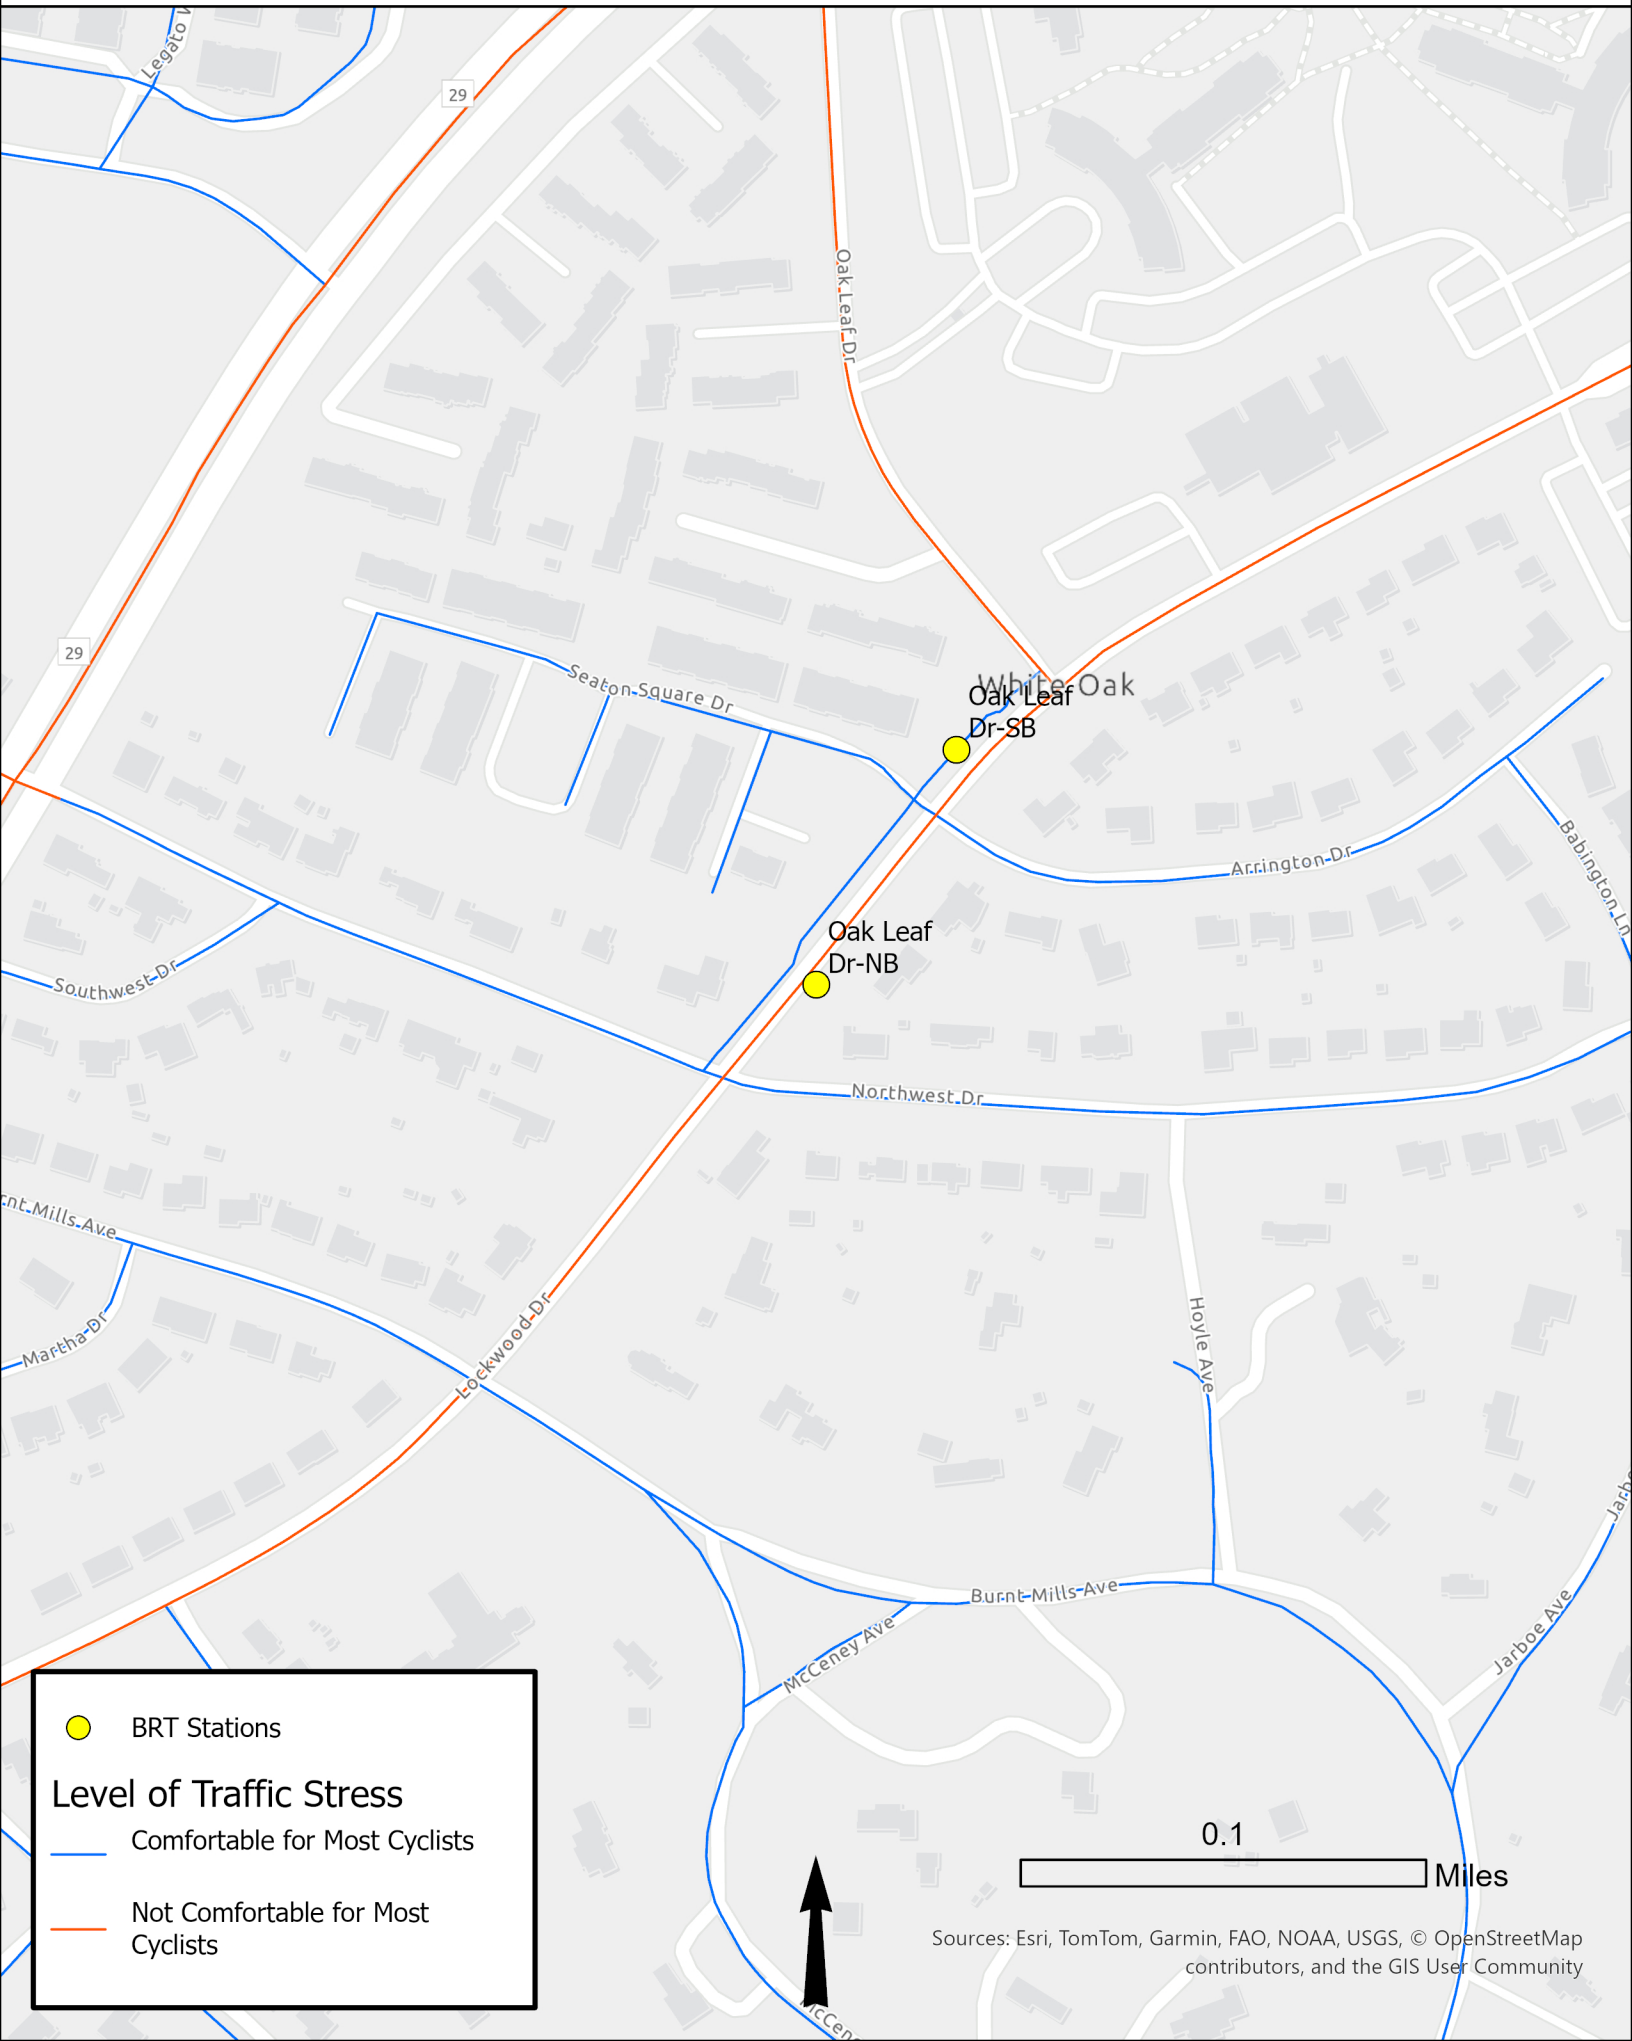 Legato
29
Oak Leaf Dr
29
White Oak
Oak Leaf
Dr-SB
Seaton Square Dr
Arrington Dr
Babington Ln
Oak Leaf
Dr-NB
Southwest Dr
Northwest Dr
rnt Mills Ave
Martha Dr
Lockwood Dr
Hoyle Ave
Jarbo
Burnt Mills Ave
McCeney Ave
Jarboe Ave
BRT Stations
Level of Traffic Stress
Comfortable for Most Cyclists
Not Comfortable for Most
Cyclists
0.1
Miles
Sources: Esri, TomTom, Garmin, FAO, NOAA, USGS, © OpenStreetMap
contributors, and the GIS User Community
McCene